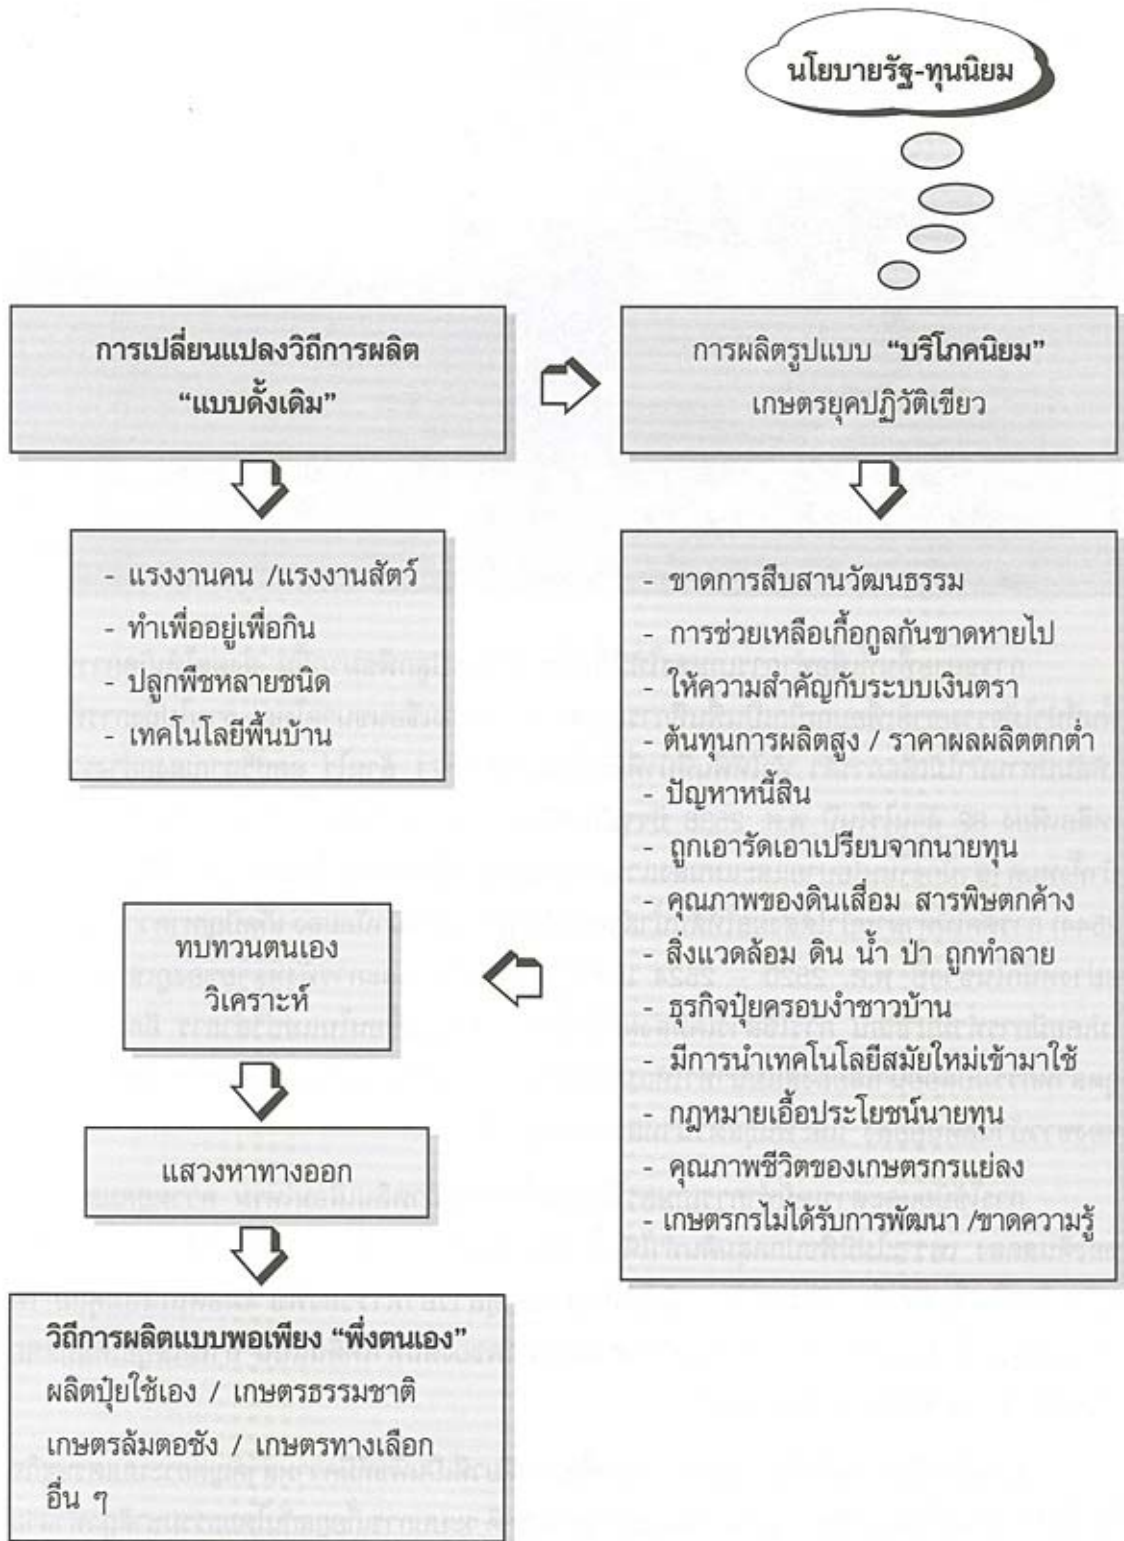 นโยบายรัฐ-ทุนนิยม
การเปลี่ยนแปลงวิถีการผลิต
“แบบดั้งเดิม”
การผลิตรูปแบบ “บริโภคนิยม”
เกษตรยุคปฏิวัติเขียว
- แรงงานคน /แรงงานสัตว์
- ทำเพื่ออยู่เพื่อกิน
- ปลูกพืชหลายชนิด
- เทคโนโลยีพื้นบ้าน
- ขาดการสืบสานวัฒนธรรม
- การช่วยเหลือเกื้อกูลกันขาดหายไป
- ให้ความสำคัญกับระบบเงินตรา
- ต้นทุนการผลิตสูง / ราคาผลผลิตตกต่ำ
- ปัญหาหนี้สิน
- ถูกเอารัดเอาเปรียบจากนายทุน
- คุณภาพของดินเสื่อม สารพิษตกค้าง
- สิ่งแวดล้อม ดิน น้ำ ป่า ถูกทำลาย
- ธุรกิจปุ๋ยครอบงำชาวบ้าน
- มีการนำเทคโนโลยีสมัยใหม่เข้ามาใช้
- กฎหมายเอื้อประโยชน์นายทุน
- คุณภาพชีวิตของเกษตรกรแย่ลง
- เกษตรกรไม่ได้รับการพัฒนา /ขาดความรู้
ทบทวนตนเอง
วิเคราะห์
แสวงหาทางออก
วิถีการผลิตแบบพอเพียง “พึ่งตนเอง”
ผลิตปุ๋ยใช้เอง / เกษตรธรรมชาติ
เกษตรล้มตอซัง / เกษตรทางเลือก
อื่น ๆ